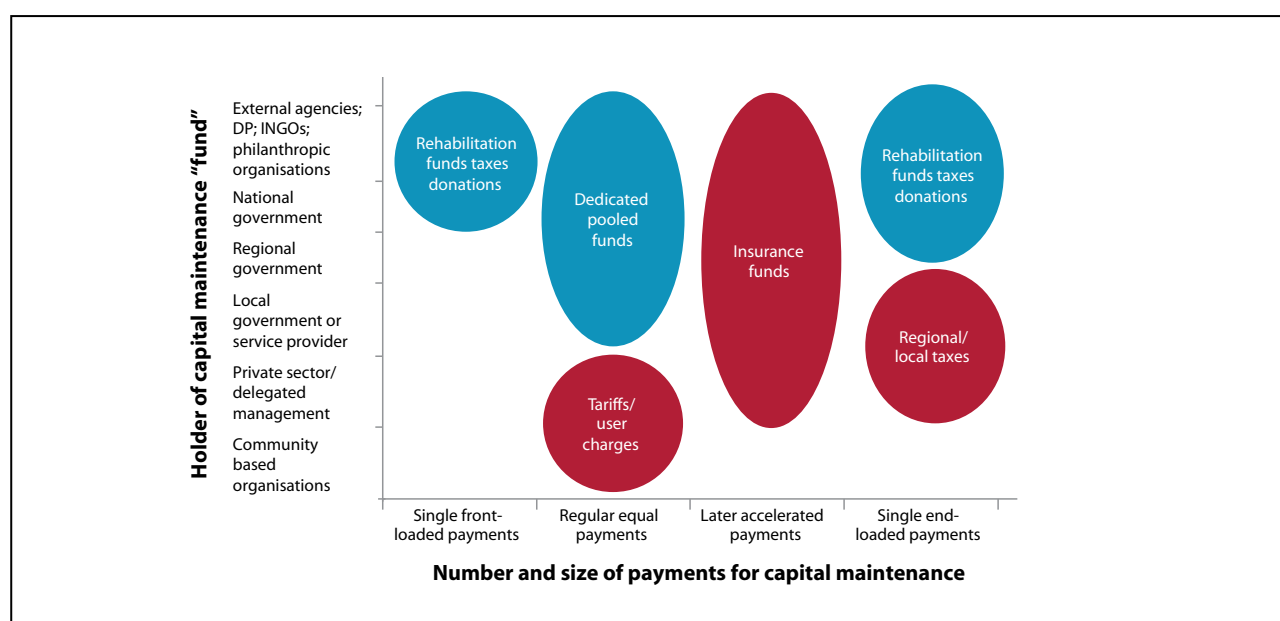 Holder of capital maintenance “fund”
External agencies;
DP; INGOs;
philanthropic
organisations
National
government
Regional
government
Local
government or
service provider
Private sector/
delegated
management
Community
based
organisations
Rehabilitation
funds taxes
donations
Dedicated
pooled
funds
Tariffs/
user
charges
Insurance
funds
Rehabilitation
funds taxes
donations
Regional/
local taxes
Single front-
loaded payments
Regular equal
payments
Later accelerated
payments
Single end-
loaded payments
Number and size of payments for capital maintenance